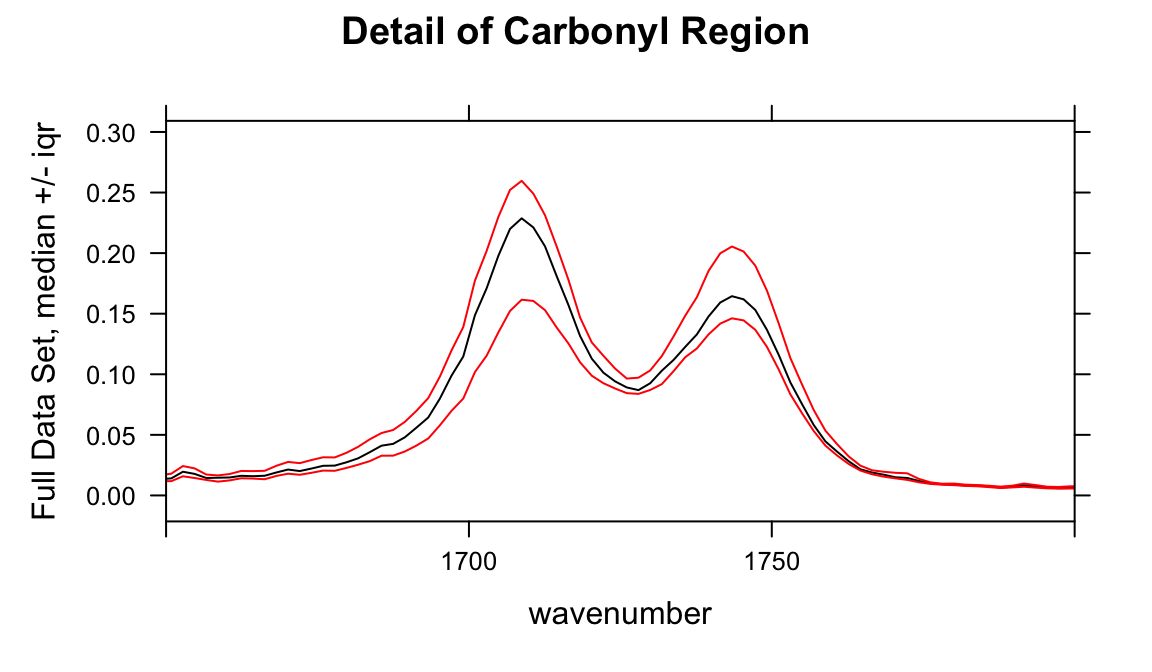 Detail of Carbonyl Region
Full Data Set, median +/- iqr
0.30
0.25
0.20
0.15
0.10
0.05
0.00
1700 1750
wavenumber